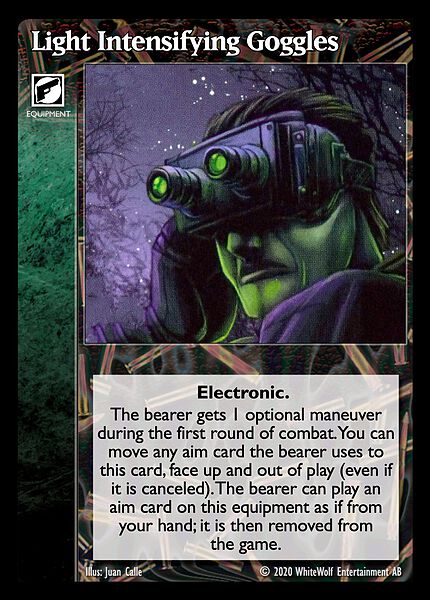 Light Intensifying Goggles
EQUIPMENT
Electronic.
The bearer gets 1 optional maneuver
during the first round of combat. You can
move any aim card the bearer uses to
this card, face up and out of play (even if
it is canceled). The bearer can play an
aim card on this equipment as if from
your hand; it is then removed from
the game.
Illus: Juan Calle
© 2020 WhiteWolf Entertainment AB